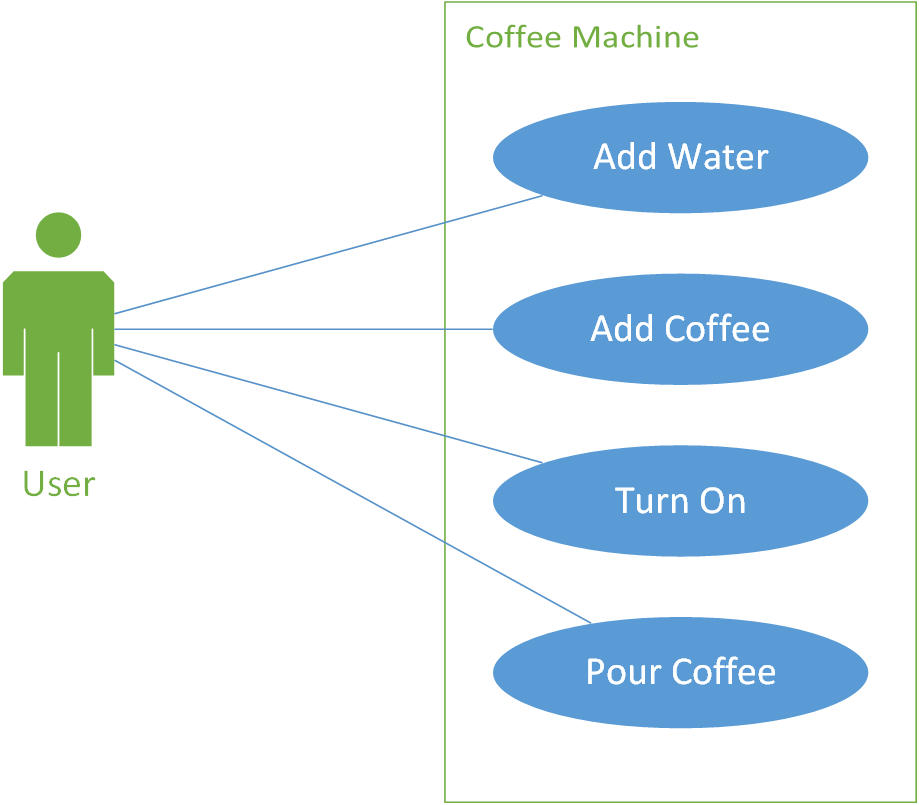 Coffee Machine
Add Water
Add Coffee
Turn On
Pour Coffee
User